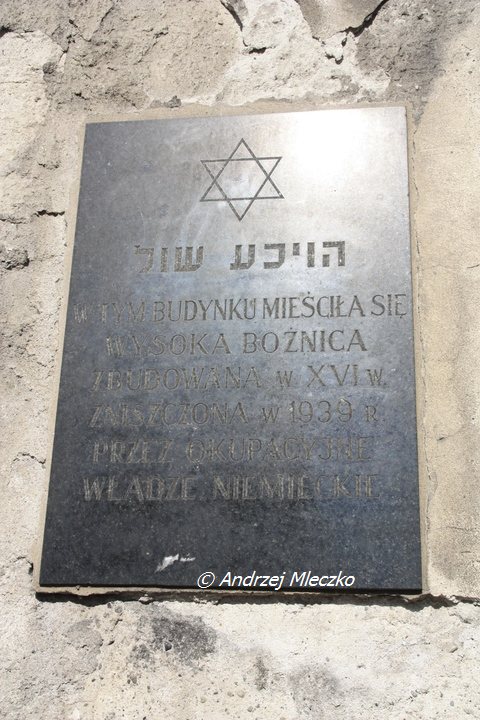 הויכע שול
W TYM BUDYNKU MIEŚCIŁA SIĘ
WYSOKA BOŻNICA
ZBUDOWANA W XVI W.
ZNISZCZONA W 1939 R.
PRZEZ OKUPACYJNE
WŁADZE NIEMIECKIE
© Andrzej Mleczko